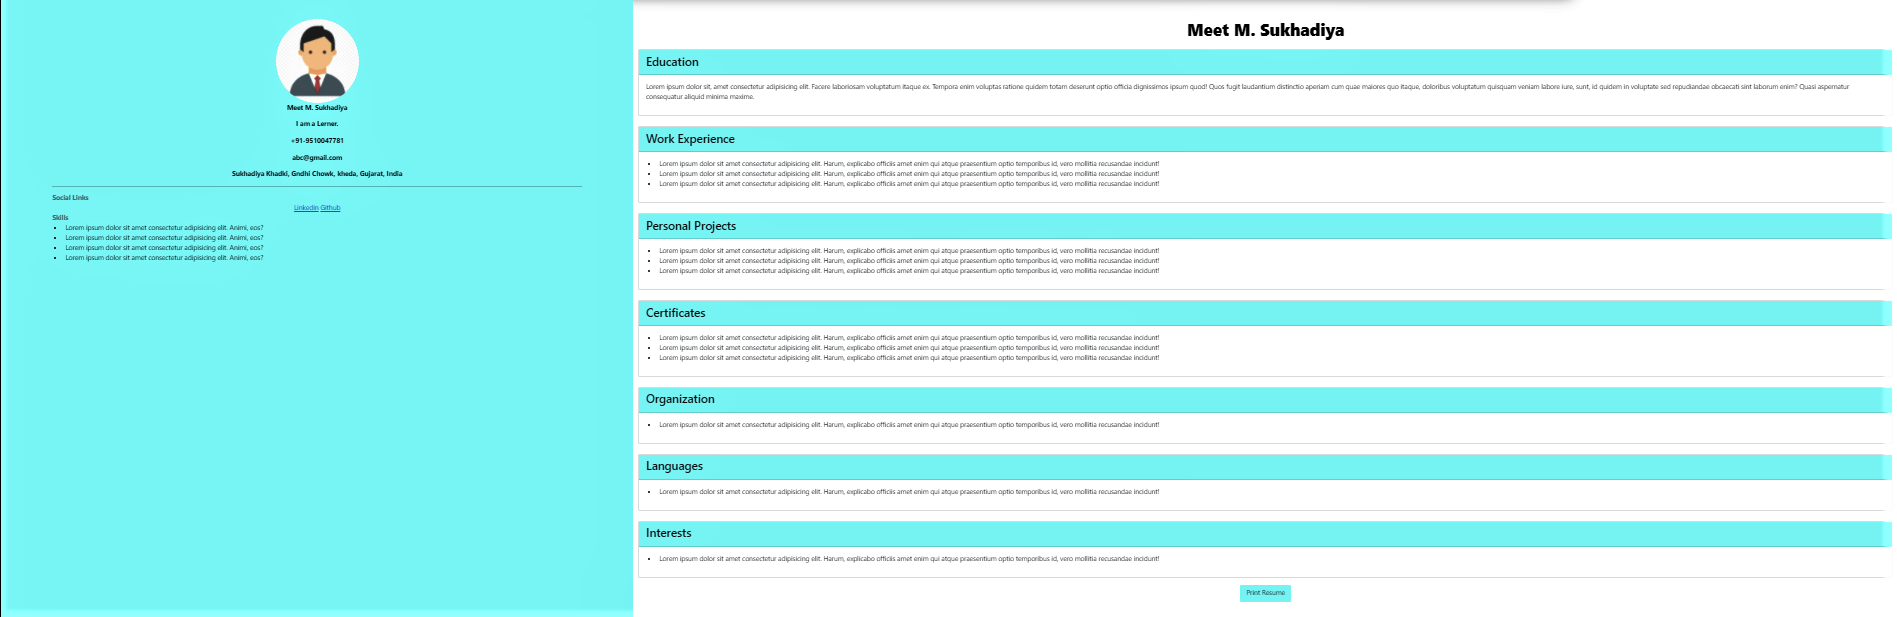 Meet M. Sukhadiya
I am a Lerner.
+91-9510047781
abc@gmail.com
Sukhadiya Khadki, Gndhi Chowk, kheda, Gujarat, India
Social Links
Linkedin Github
Skills
• Lorem ipsum dolor sit amet consectetur adipisicing elit. Animi, eos?
• Lorem ipsum dolor sit amet consectetur adipisicing elit. Animi, eos?
• Lorem ipsum dolor sit amet consectetur adipisicing elit. Animi, eos?
• Lorem ipsum dolor sit amet consectetur adipisicing elit. Animi, eos?
Meet M. Sukhadiya
Education
Lorem ipsum dolor sit, amet consectetur adipisicing elit. Facere laboriosam voluptatum itaque ex. Tempora enim voluptas ratione quidem totam deserunt optio officia dignissimos ipsum quod! Quos fugit laudantium distinctio aperiam cum quae maiores quo itaque, doloribus voluptatum quisquam veniam labore iure, sunt, id quidem in voluptate sed repudiandae obcaecati sint laborum enim? Quasi aspernatur
consequatur aliquid minima maxime.
Work Experience
• Lorem ipsum dolor sit amet consectetur adipisicing elit. Harum, explicabo officiis amet enim qui atque praesentium optio temporibus id, vero mollitia recusandae incidunt!
• Lorem ipsum dolor sit amet consectetur adipisicing elit. Harum, explicabo officiis amet enim qui atque praesentium optio temporibus id, vero mollitia recusandae incidunt!
• Lorem ipsum dolor sit amet consectetur adipisicing elit. Harum, explicabo officiis amet enim qui atque praesentium optio temporibus id, vero mollitia recusandae incidunt!
Personal Projects
• Lorem ipsum dolor sit amet consectetur adipisicing elit. Harum, explicabo officiis amet enim qui atque praesentium optio temporibus id, vero mollitia recusandae incidunt!
• Lorem ipsum dolor sit amet consectetur adipisicing elit. Harum, explicabo officiis amet enim qui atque praesentium optio temporibus id, vero mollitia recusandae incidunt!
• Lorem ipsum dolor sit amet consectetur adipisicing elit. Harum, explicabo officiis amet enim qui atque praesentium optio temporibus id, vero mollitia recusandae incidunt!
Certificates
• Lorem ipsum dolor sit amet consectetur adipisicing elit. Harum, explicabo officiis amet enim qui atque praesentium optio temporibus id, vero mollitia recusandae incidunt!
• Lorem ipsum dolor sit amet consectetur adipisicing elit. Harum, explicabo officiis amet enim qui atque praesentium optio temporibus id, vero mollitia recusandae incidunt!
• Lorem ipsum dolor sit amet consectetur adipisicing elit. Harum, explicabo officiis amet enim qui atque praesentium optio temporibus id, vero mollitia recusandae incidunt!
Organization
• Lorem ipsum dolor sit amet consectetur adipisicing elit. Harum, explicabo officiis amet enim qui atque praesentium optio temporibus id, vero mollitia recusandae incidunt!
Languages
• Lorem ipsum dolor sit amet consectetur adipisicing elit. Harum, explicabo officiis amet enim qui atque praesentium optio temporibus id, vero mollitia recusandae incidunt!
Interests
• Lorem ipsum dolor sit amet consectetur adipisicing elit. Harum, explicabo officiis amet enim qui atque praesentium optio temporibus id, vero mollitia recusandae incidunt!
Print Resume